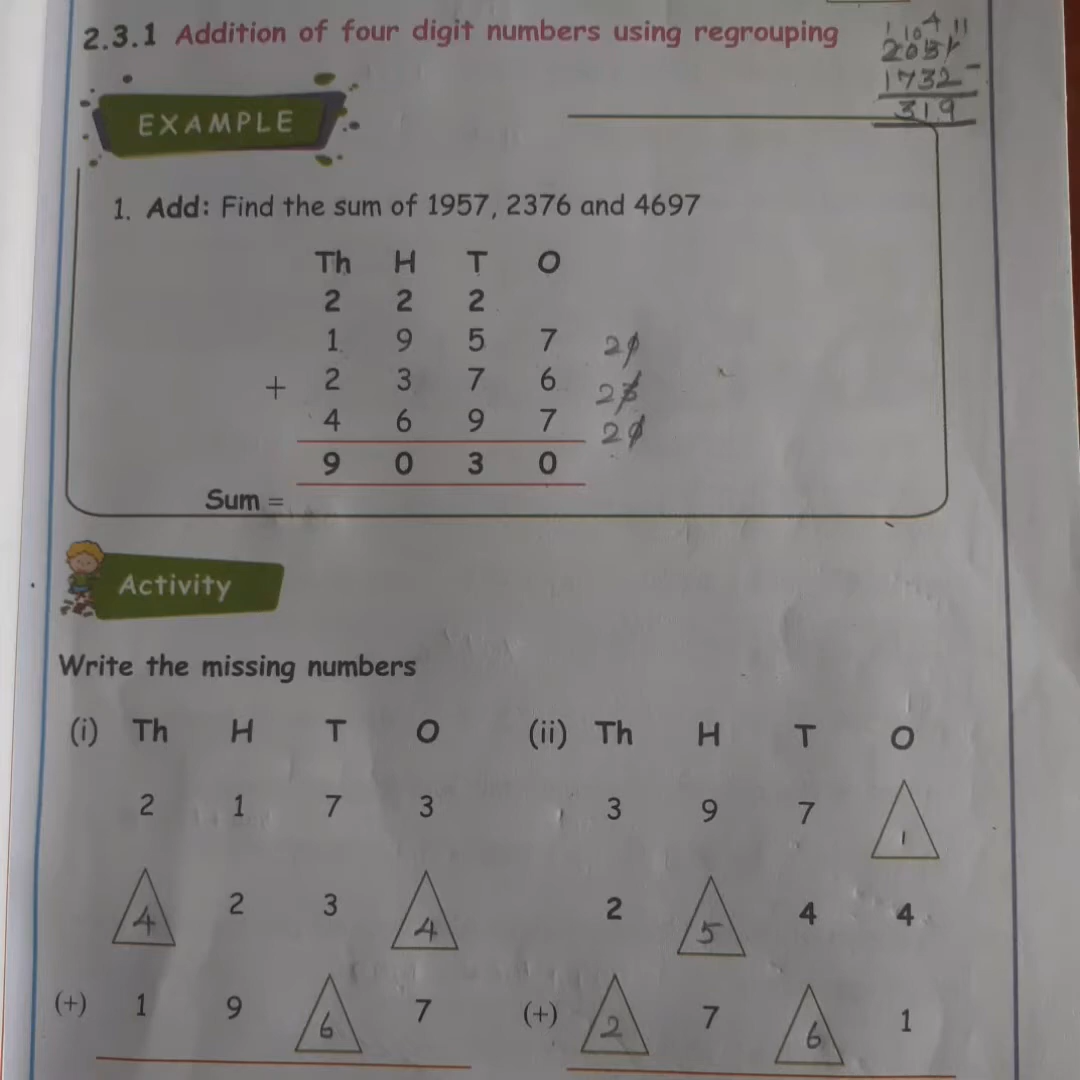 2.3.1 Addition of four digit numbers using regrouping
1 10 4 11
2051
1732 -
319
EXAMPLE
1. Add: Find the sum of 1957, 2376 and 4697
Th H T O
2 2 2
1 9 5 7
+ 2 3 7 6
4 6 9 7
9 0 3 0
Sum =
Activity
Write the missing numbers
(i) Th H T O
2 1 7 3
4 2 3 4
(+) 1 9 6 7
(ii) Th H T O
3 9 7 1
2 5 4 4
(+) 2 7 6 1